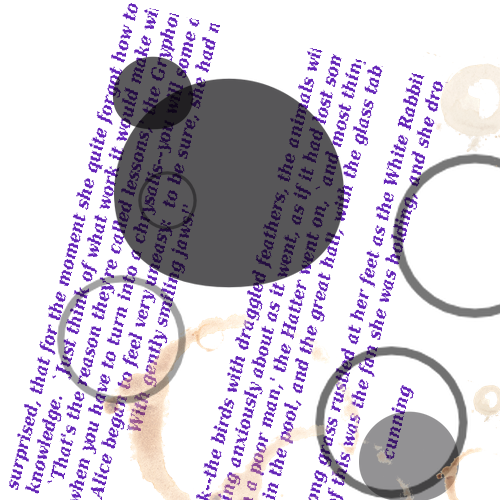 surprised, that for the moment she quite forgot how to
knowledge. `Just think of what work it would make wi
`That's the reason they're called lessons,' the Gryphon
when you have to turn into a chrysalis--you will some d
Alice began to feel very uneasy: to be sure, she had n
With gently smiling jaws!'
k--the birds with draggled feathers, the animals wi
ng anxiously about as it went, as if it had lost som
a poor man,' the Hatter went on, `and most thin
in the pool, and the great hall, with the glass tab
ng grass rustled at her feet as the White Rabbi
f this was the fan she was holding, and she dro
cunning